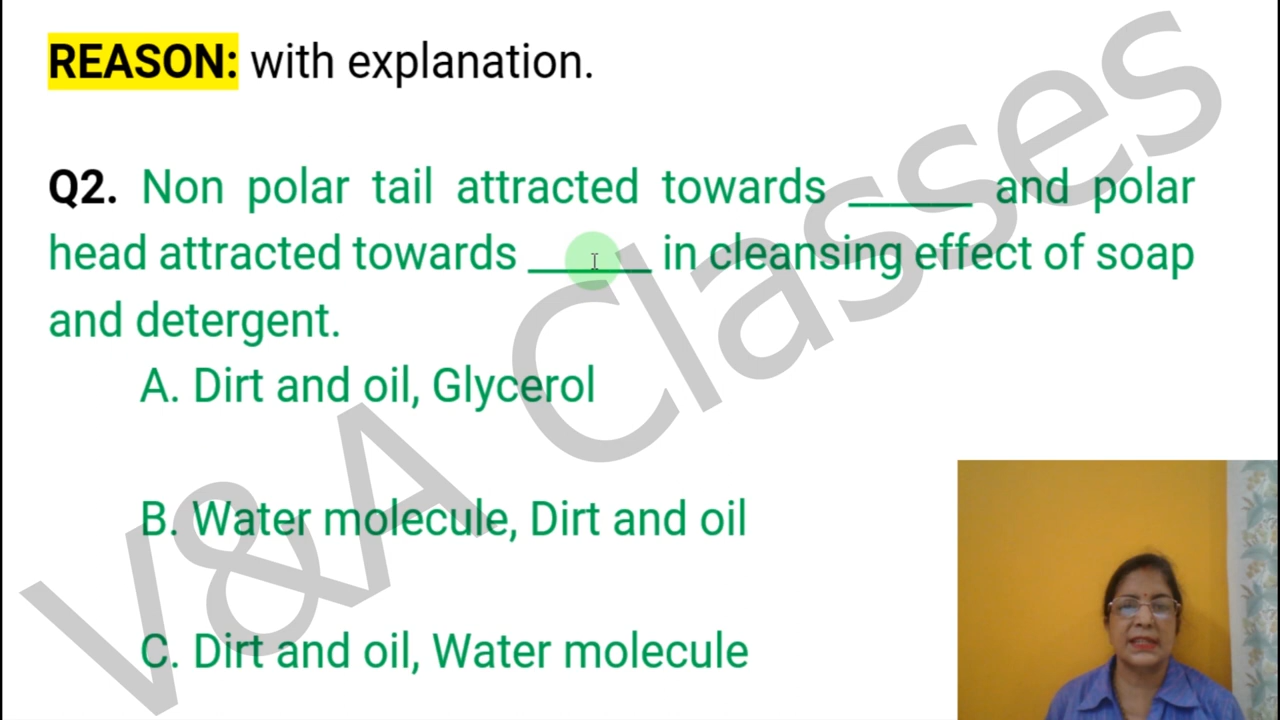 REASON: with explanation.
Q2. Non polar tail attracted towards ______ and polar
head attracted towards ______ in cleansing effect of soap
and detergent.
A. Dirt and oil, Glycerol
B. Water molecule, Dirt and oil
C. Dirt and oil, Water molecule
V&A Classes